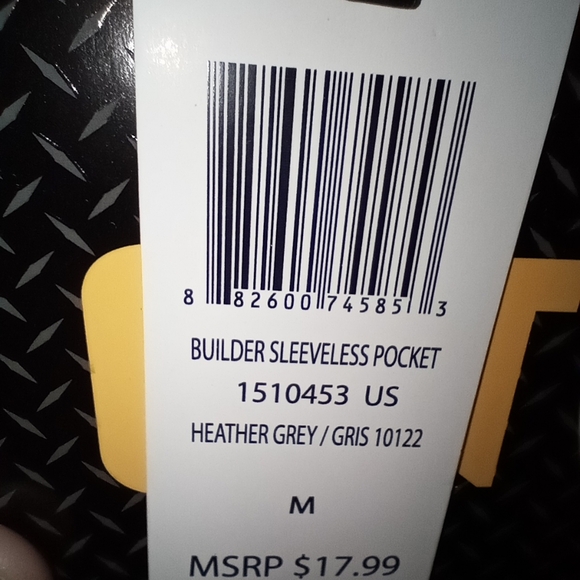 8 82600 74585 3
BUILDER SLEEVELESS POCKET
1510453 US
HEATHER GREY / GRIS 10122
M
MSRP $17.99